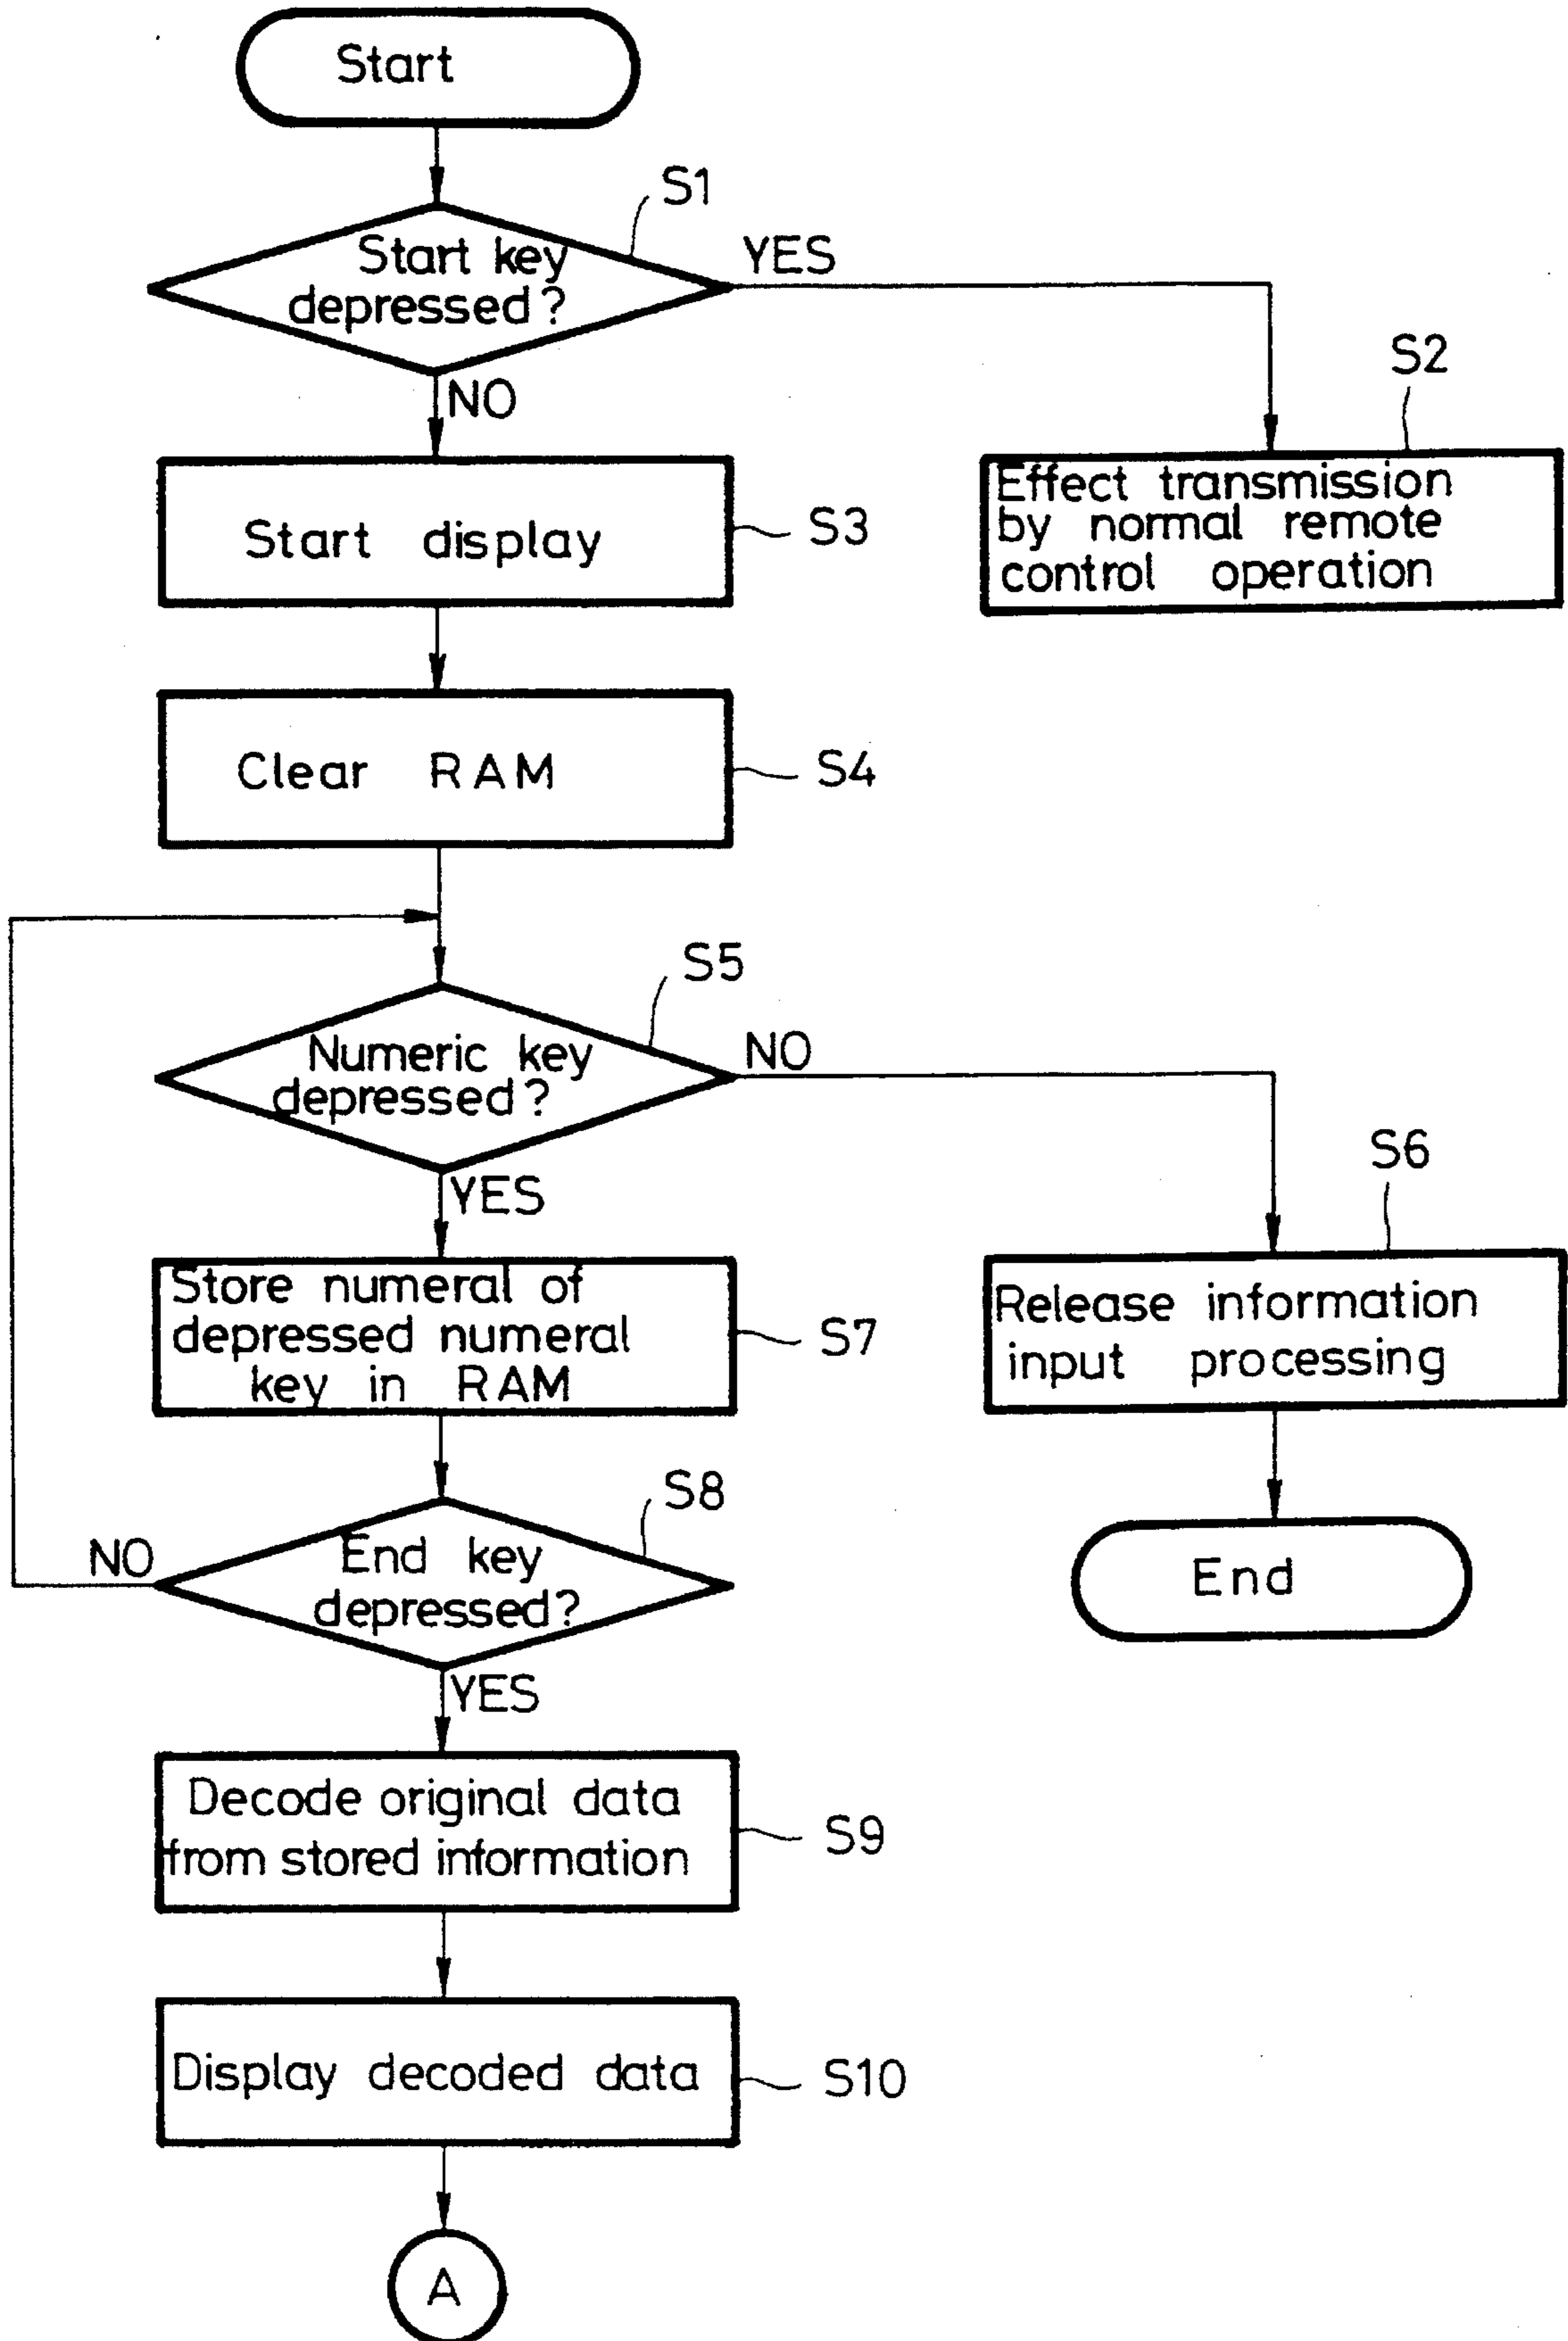 Start
S1
Start key
depressed?
YES
NO
S2
Effect transmission
by normal remote
control operation
Start display
S3
Clear RAM
S4
S5
Numeric key
depressed?
NO
YES
S6
Release information
input processing
Store numeral of
depressed numeral
key in RAM
S7
S8
End key
depressed?
NO
YES
End
Decode original data
from stored information
S9
Display decoded data
S10
A